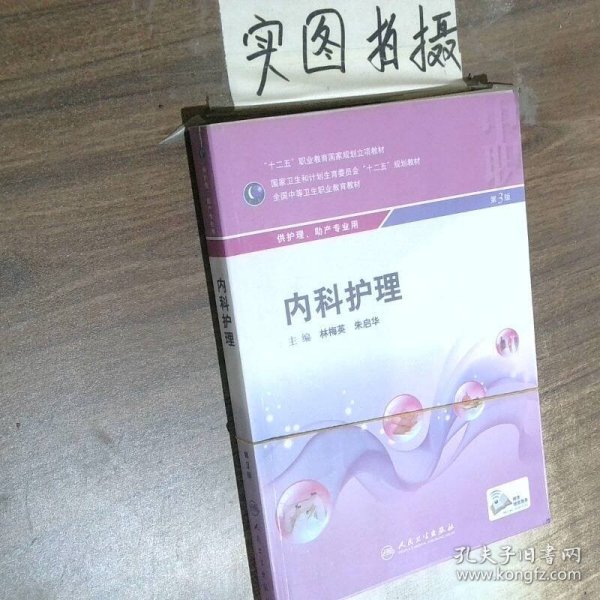 实图拍摄
"十二五"职业教育国家规划立项教材
国家卫生和计划生育委员会"十二五"规划教材
全国中等卫生职业教育教材
第3版
供护理、助产专业用
内科护理
主编 林梅英 朱启华
人民卫生出版社
内科护理
第3版
孔夫子旧书网
www.kongfz.com